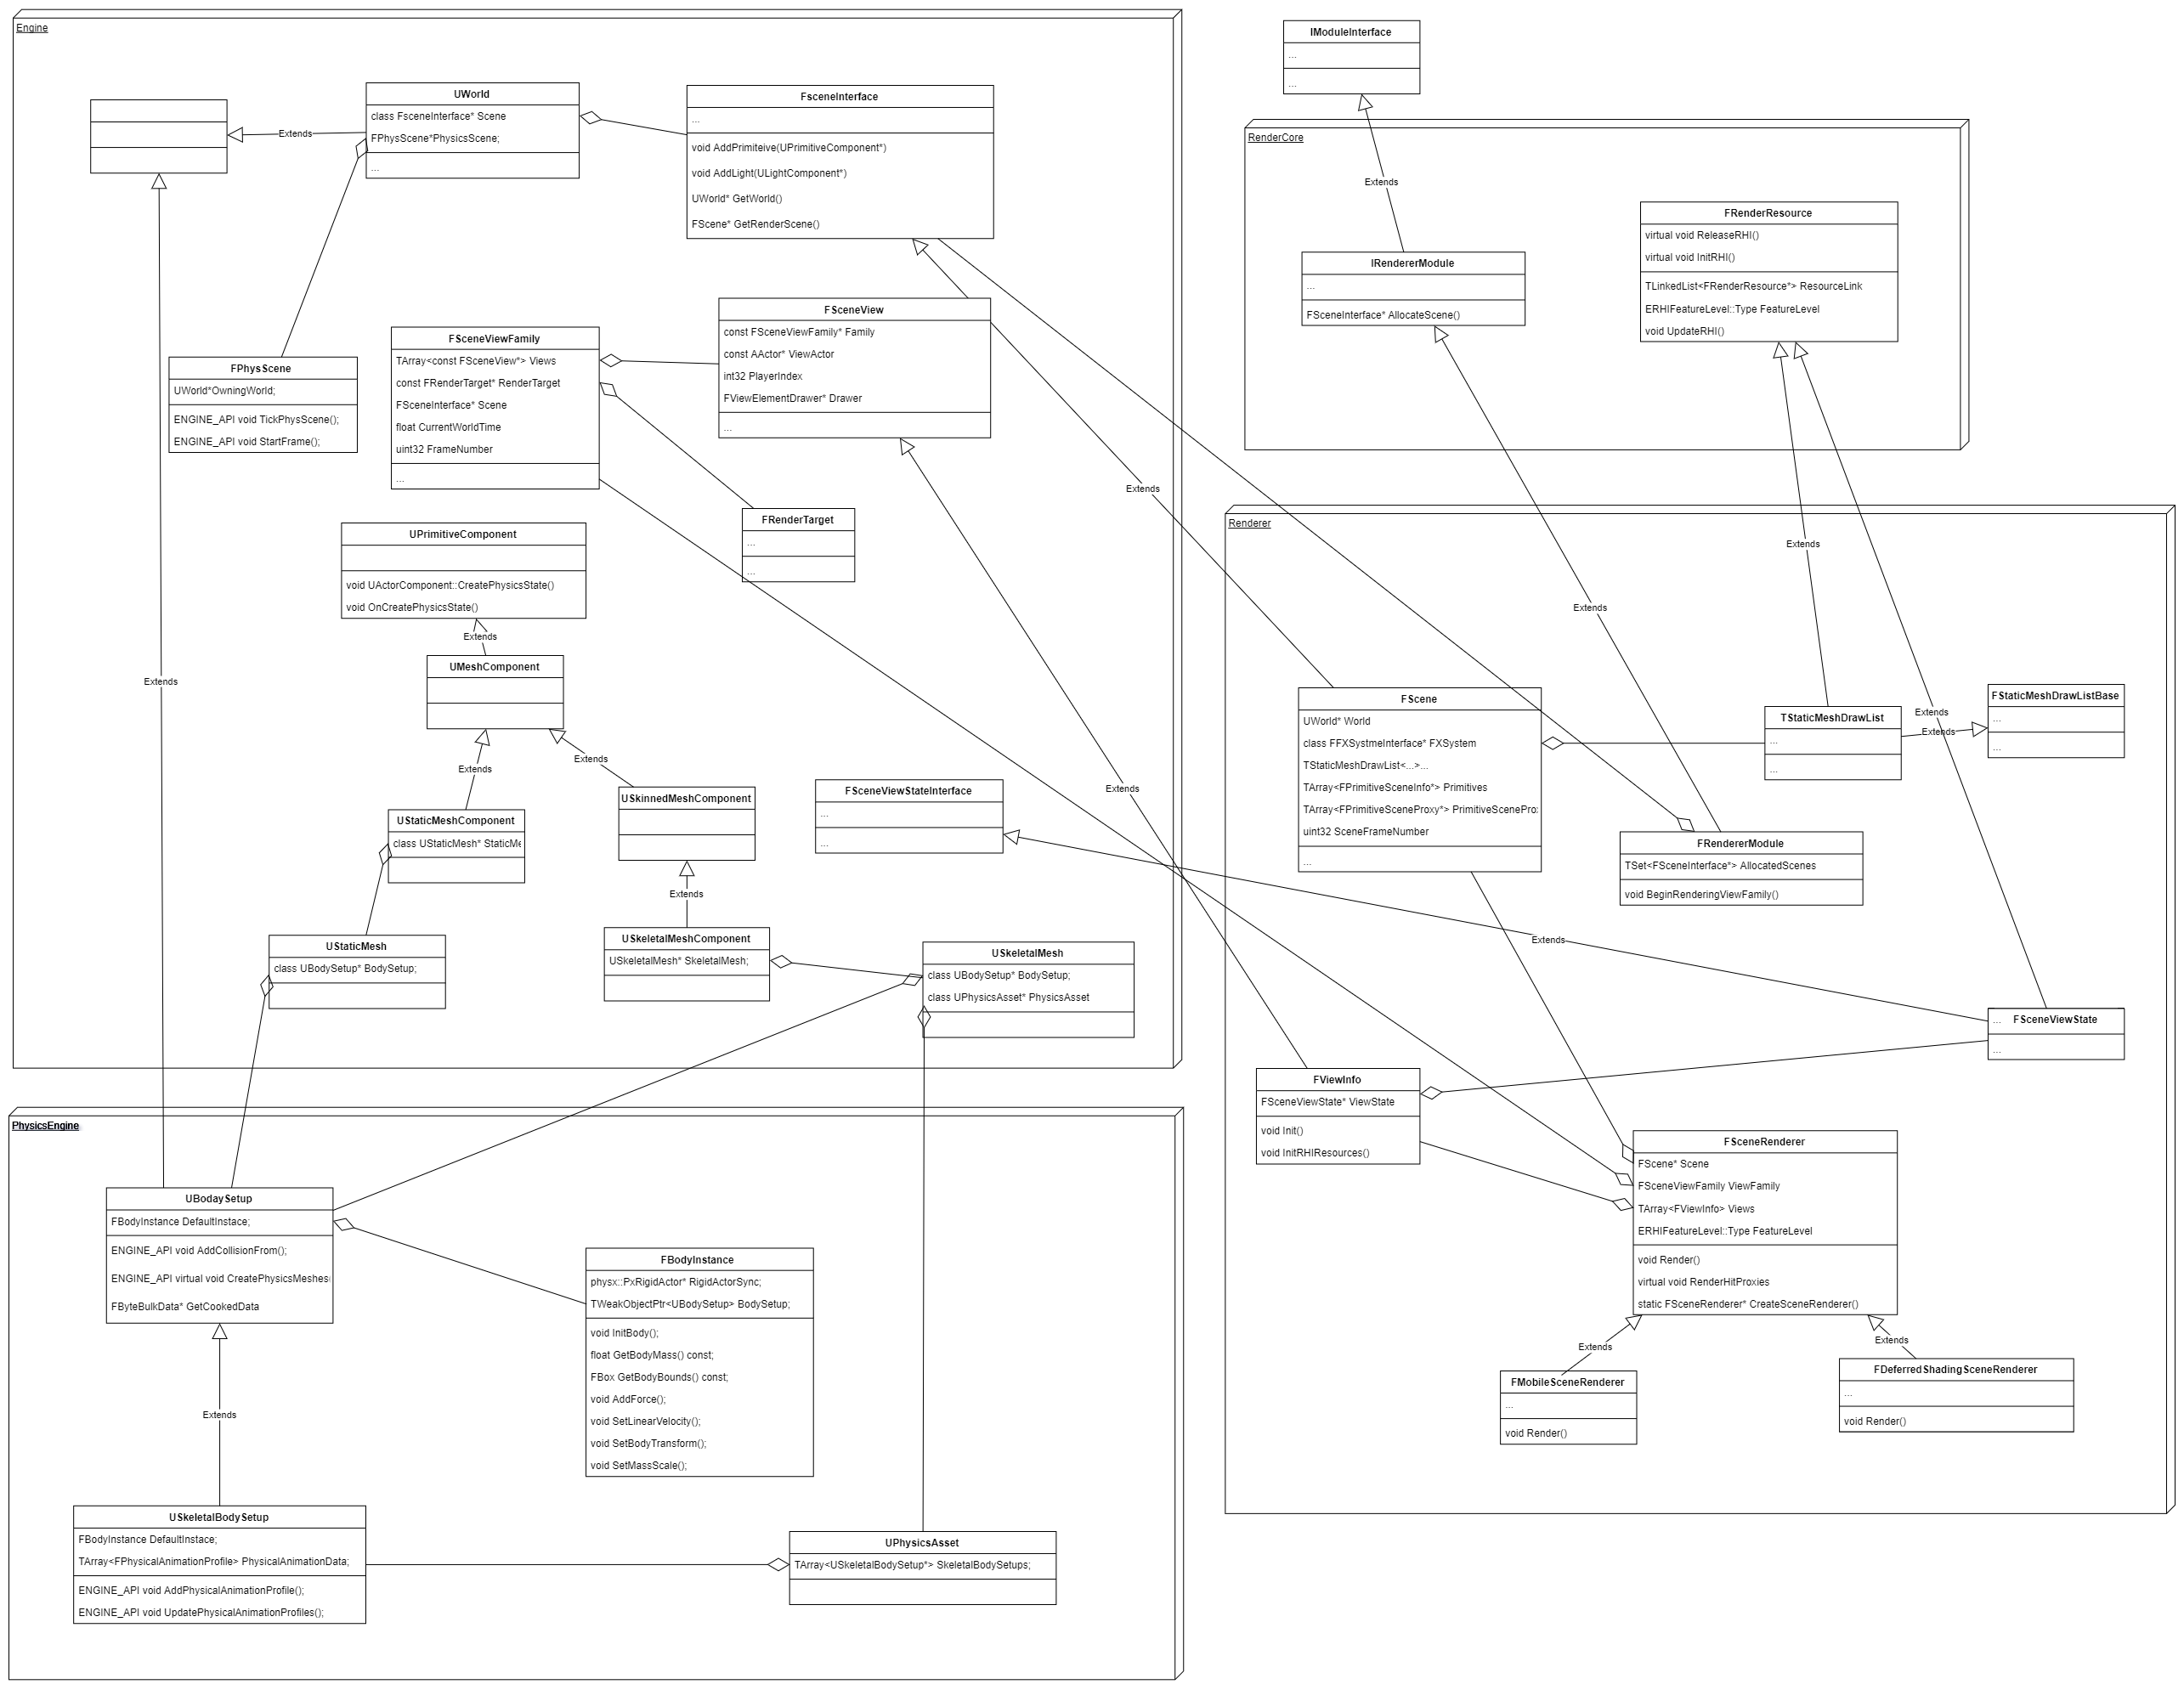 Engine
UWorld
class FsceneInterface* Scene
FPhysScene*PhysicsScene;
...
Extends
FsceneInterface
...
void AddPrimiteive(UPrimitiveComponent*)
void AddLight(ULightComponent*)
UWorld* GetWorld()
FScene* GetRenderScene()
FPhysScene
UWorld*OwningWorld;
ENGINE_API void TickPhysScene();
ENGINE_API void StartFrame();
FSceneViewFamily
TArray<const FSceneView*> Views
const FRenderTarget* RenderTarget
FSceneInterface* Scene
float CurrentWorldTime
uint32 FrameNumber
...
FSceneView
const FSceneViewFamily* Family
const AActor* ViewActor
int32 PlayerIndex
FViewElementDrawer* Drawer
...
FRenderTarget
...
...
UPrimitiveComponent
void UActorComponent::CreatePhysicsState()
void OnCreatePhysicsState()
Extends
UMeshComponent
Extends
Extends
Extends
UStaticMeshComponent
class UStaticMesh* StaticMe
USkinnedMeshComponent
Extends
FSceneViewStateInterface
...
...
UStaticMesh
class UBodySetup* BodySetup;
USkeletalMeshComponent
USkeletalMesh* SkeletalMesh;
USkeletalMesh
class UBodySetup* BodySetup;
class UPhysicsAsset* PhysicsAsset
PhysicsEngine
UBodaySetup
FBodyInstance DefaultInstace;
ENGINE_API void AddCollisionFrom();
ENGINE_API virtual void CreatePhysicsMeshes(
FByteBulkData* GetCookedData
Extends
FBodyInstance
physx::PxRigidActor* RigidActorSync;
TWeakObjectPtr<UBodySetup> BodySetup;
void InitBody();
float GetBodyMass() const;
FBox GetBodyBounds() const;
void AddForce();
void SetLinearVelocity();
void SetBodyTransform();
void SetMassScale();
USkeletalBodySetup
FBodyInstance DefaultInstace;
TArray<FPhysicalAnimationProfile> PhysicalAnimationData;
ENGINE_API void AddPhysicalAnimationProfile();
ENGINE_API void UpdatePhysicalAnimationProfiles();
UPhysicsAsset
TArray<USkeletalBodySetup*> SkeletalBodySetups;
IModuleInterface
...
...
RenderCore
Extends
IRendererModule
...
FSceneInterface* AllocateScene()
FRenderResource
virtual void ReleaseRHI()
virtual void InitRHI()
TLinkedList<FRenderResource*> ResourceLink
ERHIFeatureLevel::Type FeatureLevel
void UpdateRHI()
Extends
Renderer
Extends
Extends
FScene
UWorld* World
class FFXSystmeInterface* FXSystem
TStaticMeshDrawList<...>...
TArray<FPrimitiveSceneInfo*> Primitives
TArray<FPrimitiveSceneProxy*> PrimitiveSceneProx
uint32 SceneFrameNumber
...
TStaticMeshDrawList
...
...
Extends
Extends
FStaticMeshDrawListBase
...
...
Extends
FRendererModule
TSet<FSceneInterface*> AllocatedScenes
void BeginRenderingViewFamily()
Extends
FSceneViewState
...
...
FViewInfo
FSceneViewState* ViewState
void Init()
void InitRHIResources()
FSceneRenderer
FScene* Scene
FSceneViewFamily ViewFamily
TArray<FViewInfo> Views
ERHIFeatureLevel::Type FeatureLevel
void Render()
virtual void RenderHitProxies
static FSceneRenderer* CreateSceneRenderer()
Extends
Extends
FMobileSceneRenderer
...
void Render()
FDeferredShadingSceneRenderer
...
void Render()